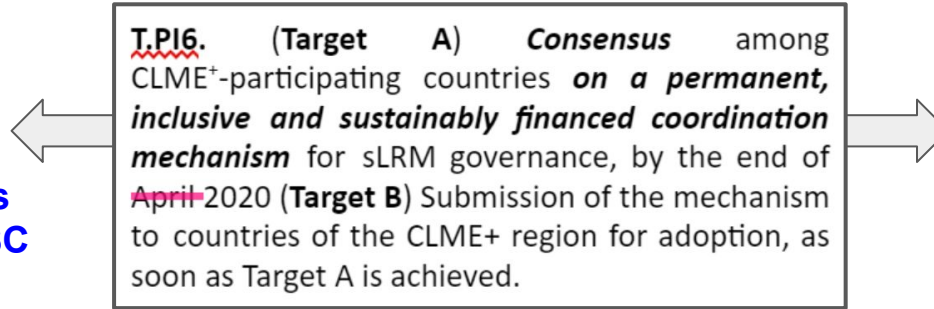 T.PI6. (Target A) Consensus among
CLME⁺-participating countries on a permanent,
inclusive and sustainably financed coordination
mechanism for sLRM governance, by the end of
April 2020 (Target B) Submission of the mechanism
to countries of the CLME+ region for adoption, as
soon as Target A is achieved.